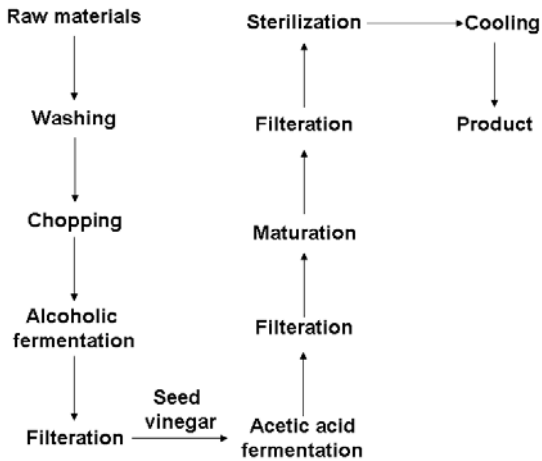 Raw materials
Washing
Chopping
Alcoholic
fermentation
Filteration
Seed
vinegar
Acetic acid
fermentation
Filteration
Maturation
Filteration
Sterilization
Cooling
Product